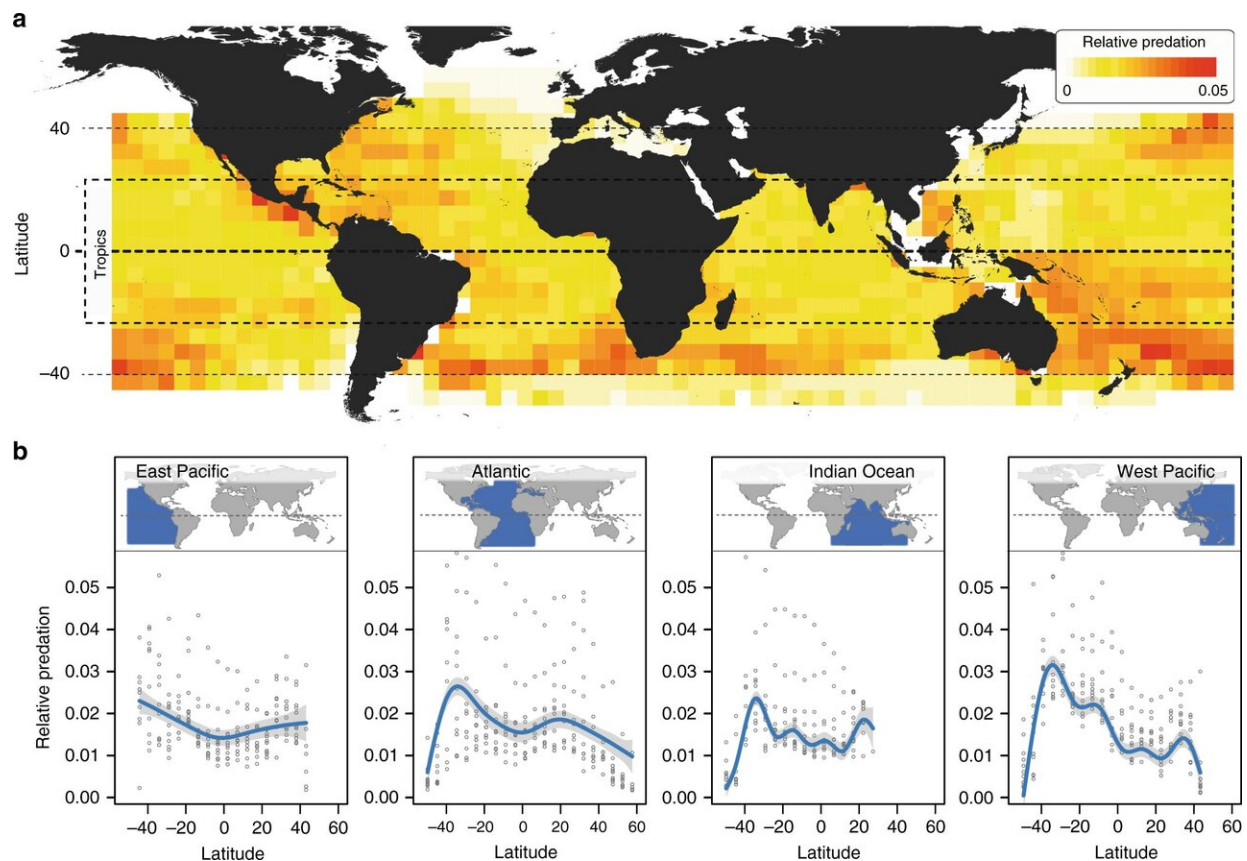 a
Relative predation
0 0.05
40
0
−40
Latitude
Tropics
b
East Pacific
Atlantic
Indian Ocean
West Pacific
Relative predation
0.05
0.04
0.03
0.02
0.01
0.00
−40 −20 0 20 40 60
Latitude
0.05
0.04
0.03
0.02
0.01
0.00
−40 −20 0 20 40 60
Latitude
0.05
0.04
0.03
0.02
0.01
0.00
−40 −20 0 20 40 60
Latitude
0.05
0.04
0.03
0.02
0.01
0.00
−40 −20 0 20 40 60
Latitude